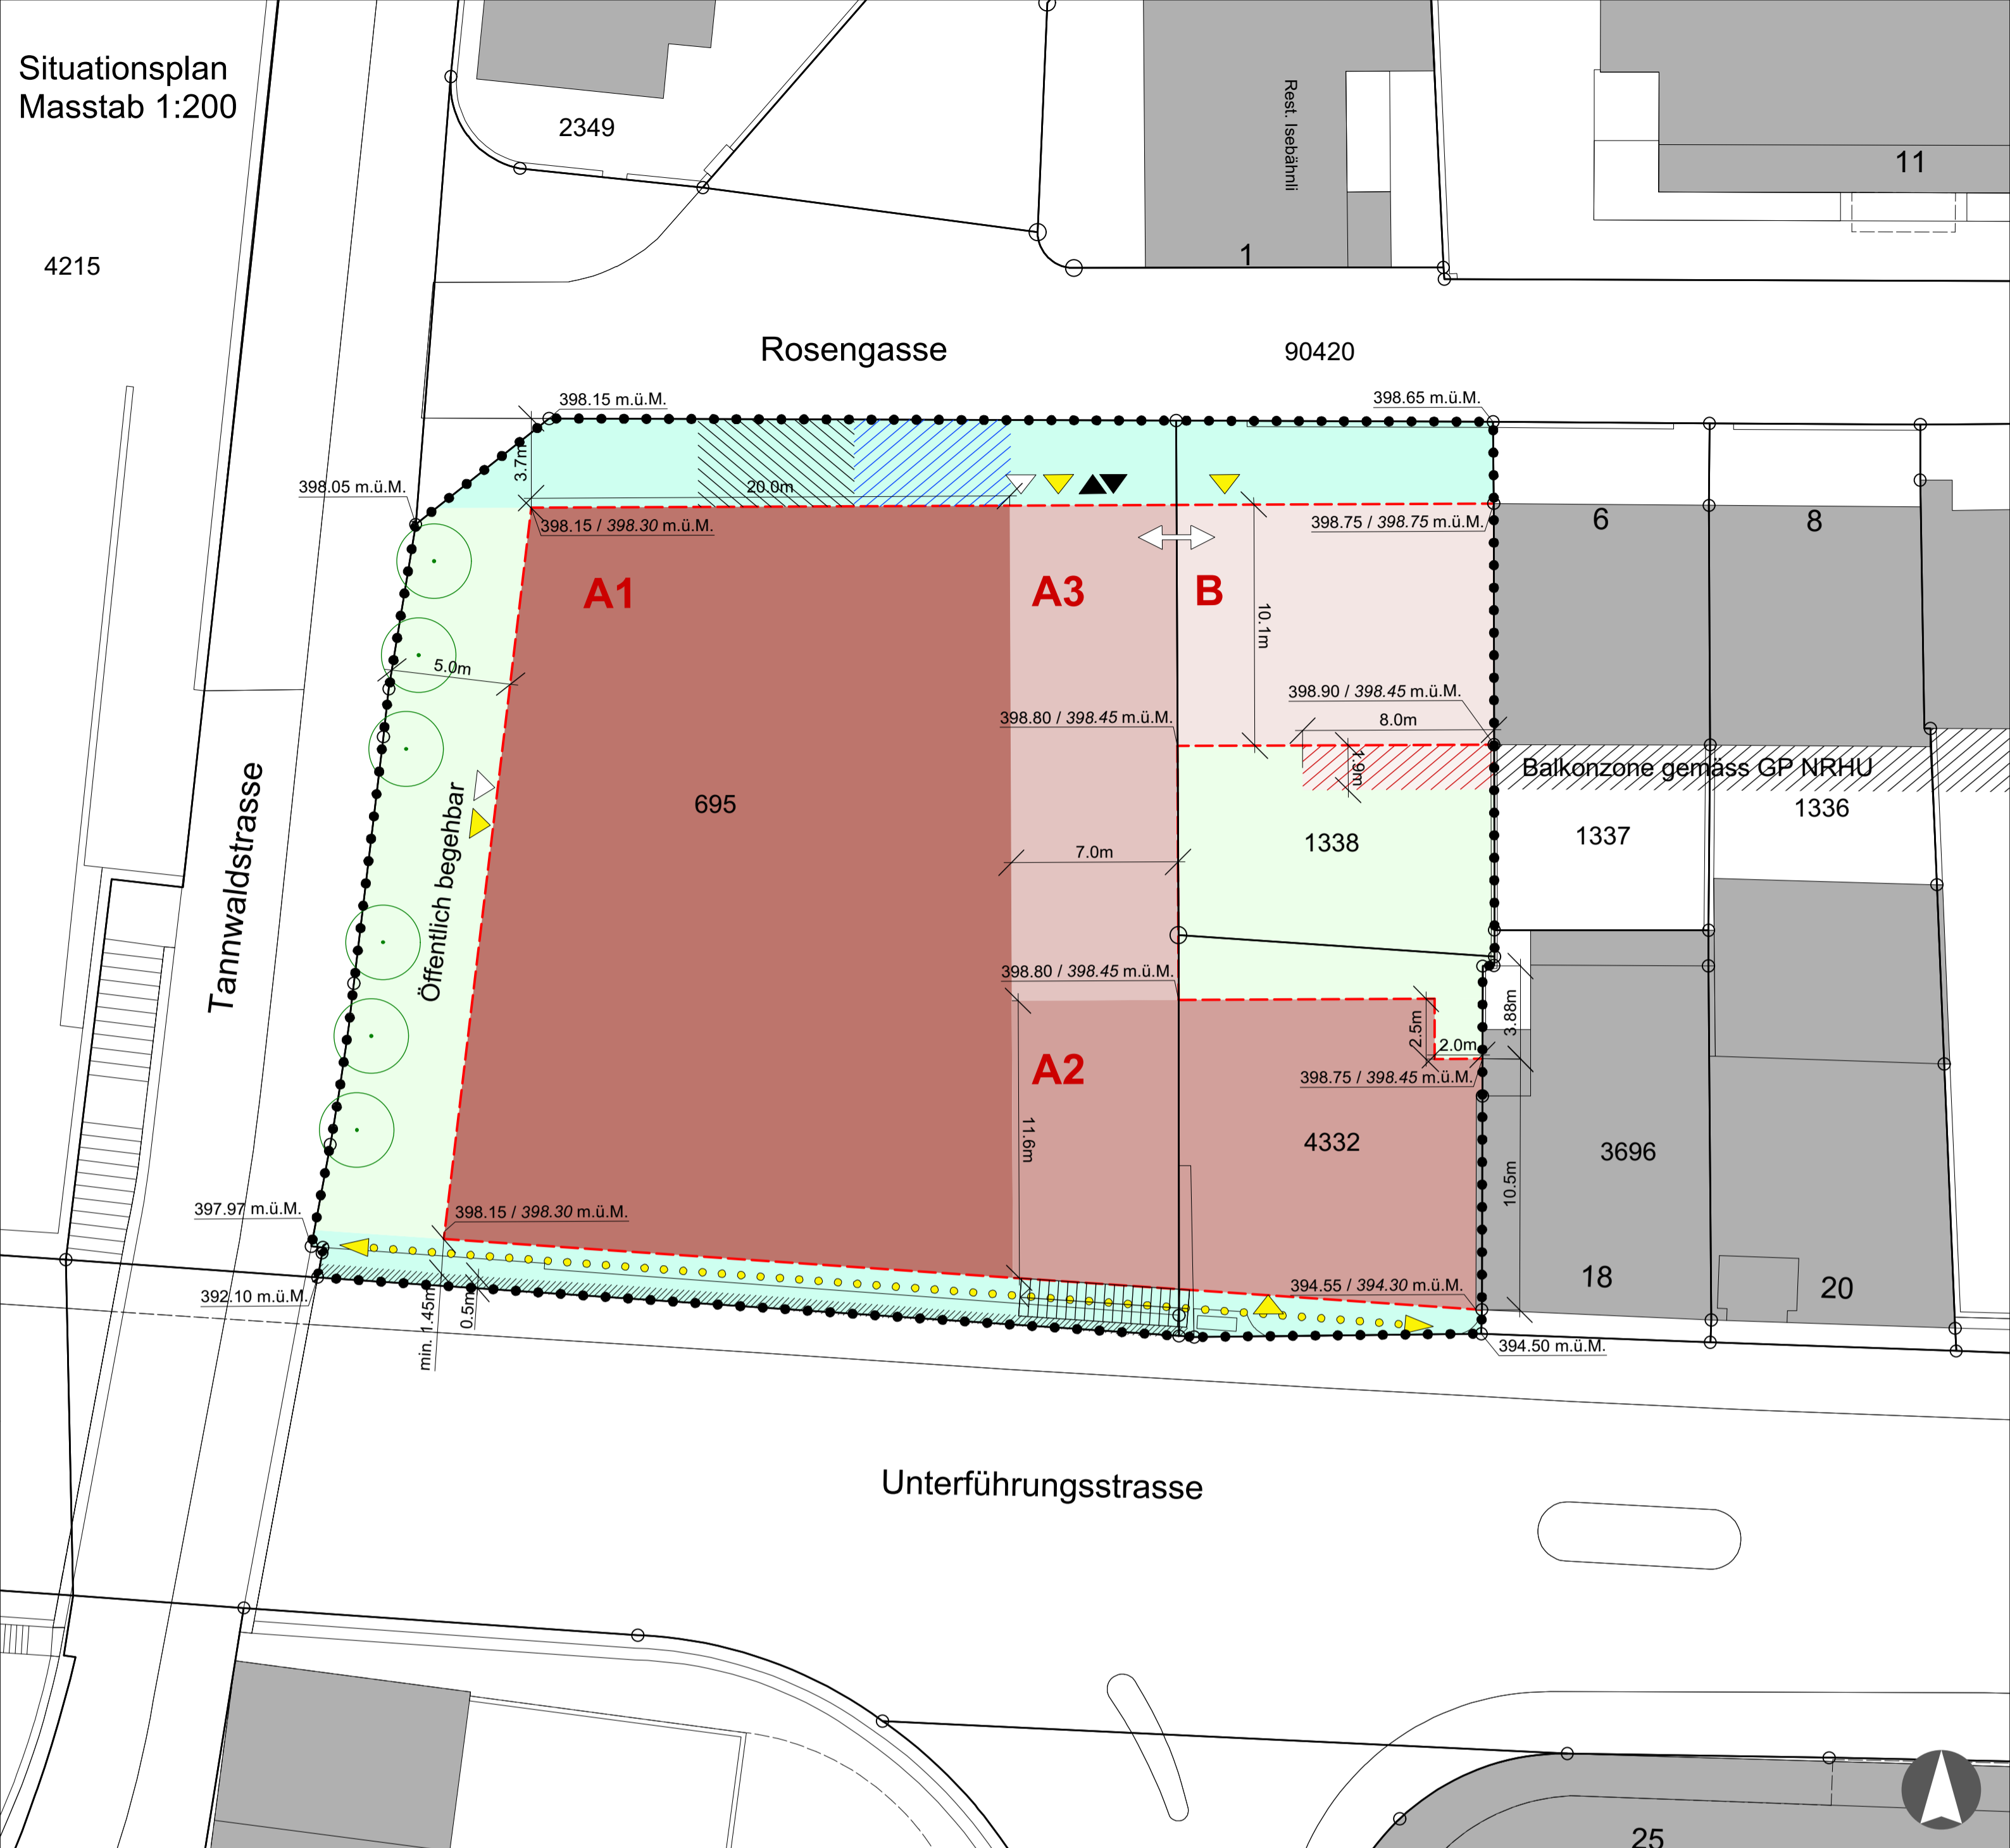 Situationsplan
Masstab 1:200
2349
Rest. Isebähnli
11
1
4215
Rosengasse
90420
398.15 m.ü.M.
398.65 m.ü.M.
3.7m
398.05 m.ü.M.
20.0m
398.15 / 398.30 m.ü.M.
398.75 / 398.75 m.ü.M.
6
8
A1
A3
B
10.1m
5.0m
398.90 / 398.45 m.ü.M.
398.80 / 398.45 m.ü.M.
8.0m
1.9m
Balkonzone gemäss GP NRHU
695
1336
1338
1337
Tannwaldstrasse
Öffentlich begehbar
7.0m
398.80 / 398.45 m.ü.M.
2.5m
3.88m
2.0m
A2
398.75 / 398.45 m.ü.M.
11.6m
4332
3696
10.5m
397.97 m.ü.M.
398.15 / 398.30 m.ü.M.
394.55 / 394.30 m.ü.M.
18
20
392.10 m.ü.M.
min. 1.45m
0.5m
394.50 m.ü.M.
Unterführungsstrasse
25